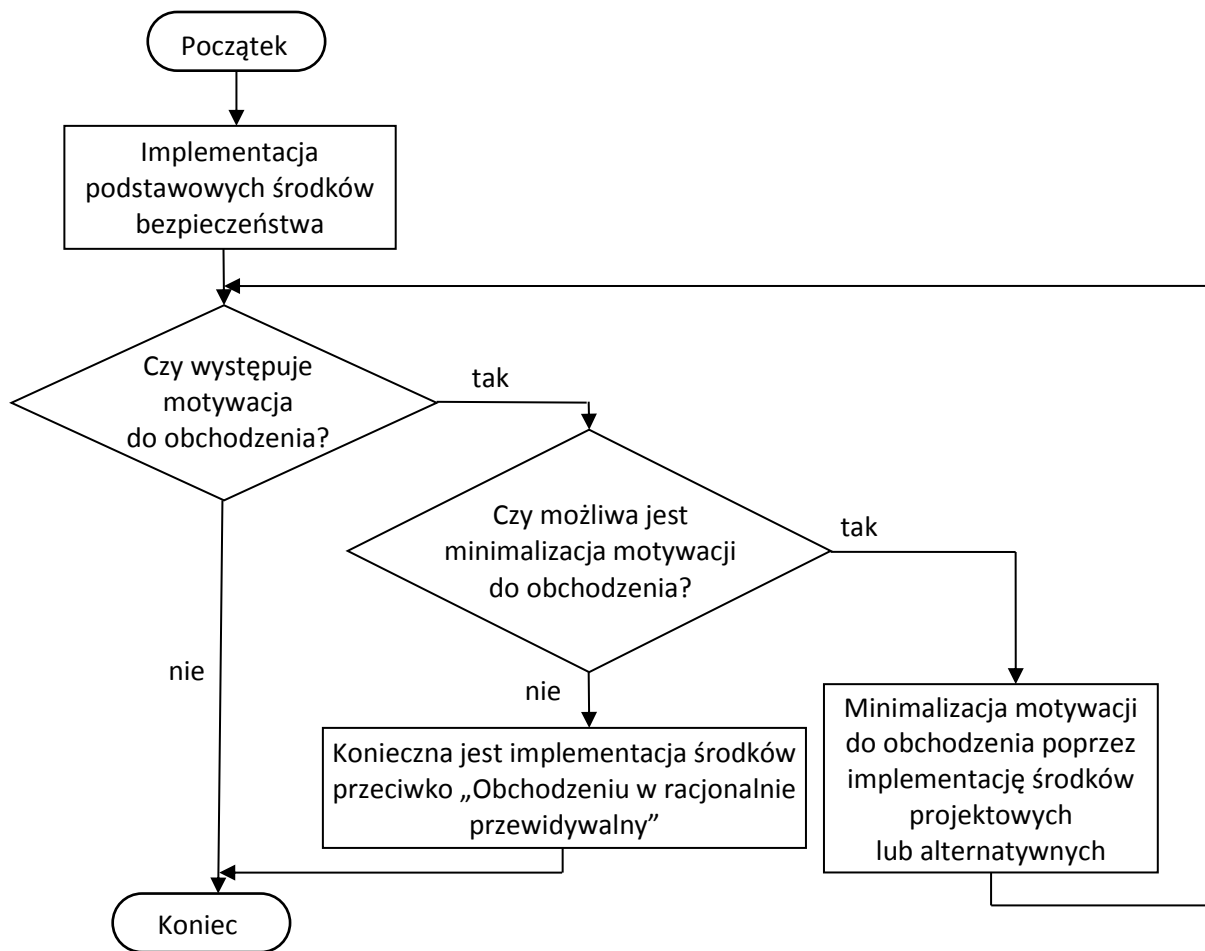 Początek
Implementacja
podstawowych środków
bezpieczeństwa
Czy występuje
motywacja
do obchodzenia?
tak
Czy możliwa jest
minimalizacja motywacji
do obchodzenia?
tak
nie
nie
Konieczna jest implementacja środków
przeciwko „Obchodzeniu w racjonalnie
przewidywalny”
Minimalizacja motywacji
do obchodzenia poprzez
implementację środków
projektowych
lub alternatywnych
Koniec